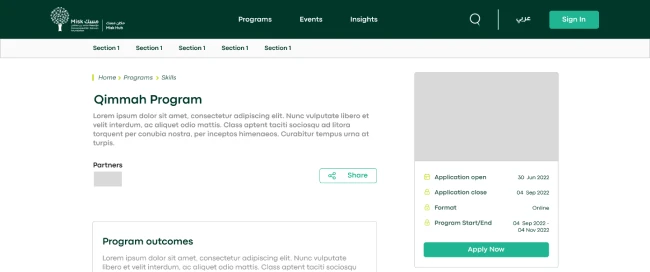 مسك Misk
مركز مسك
Misk Hub
Programs
Events
Insights
عربي
Sign In
Section 1
Section 1
Section 1
Section 1
Section 1
Home
Programs
Skills
Qimmah Program
Lorem ipsum dolor sit amet, consectetur adipiscing elit. Nunc vulputate libero et
velit interdum, ac aliquet odio mattis. Class aptent taciti sociosqu ad litora
torquent per conubia nostra, per inceptos himenaeos. Curabitur tempus urna at
turpis.
Partners
Share
Program outcomes
Lorem ipsum dolor sit amet, consectetur adipiscing elit. Nunc vulputate
libero et velit interdum, ac aliquet odio mattis. Class aptent taciti sociosqu
Application open 30 Jun 2022
Application close 04 Sep 2022
Format Online
Program Start/End 04 Sep 2022 -
04 Nov 2022
Apply Now